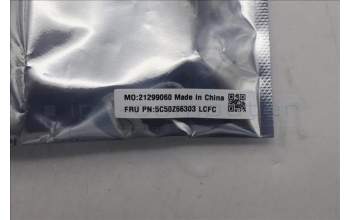 MO:21299060 Made in China
FRU PN:5C50Z66303 LCFC